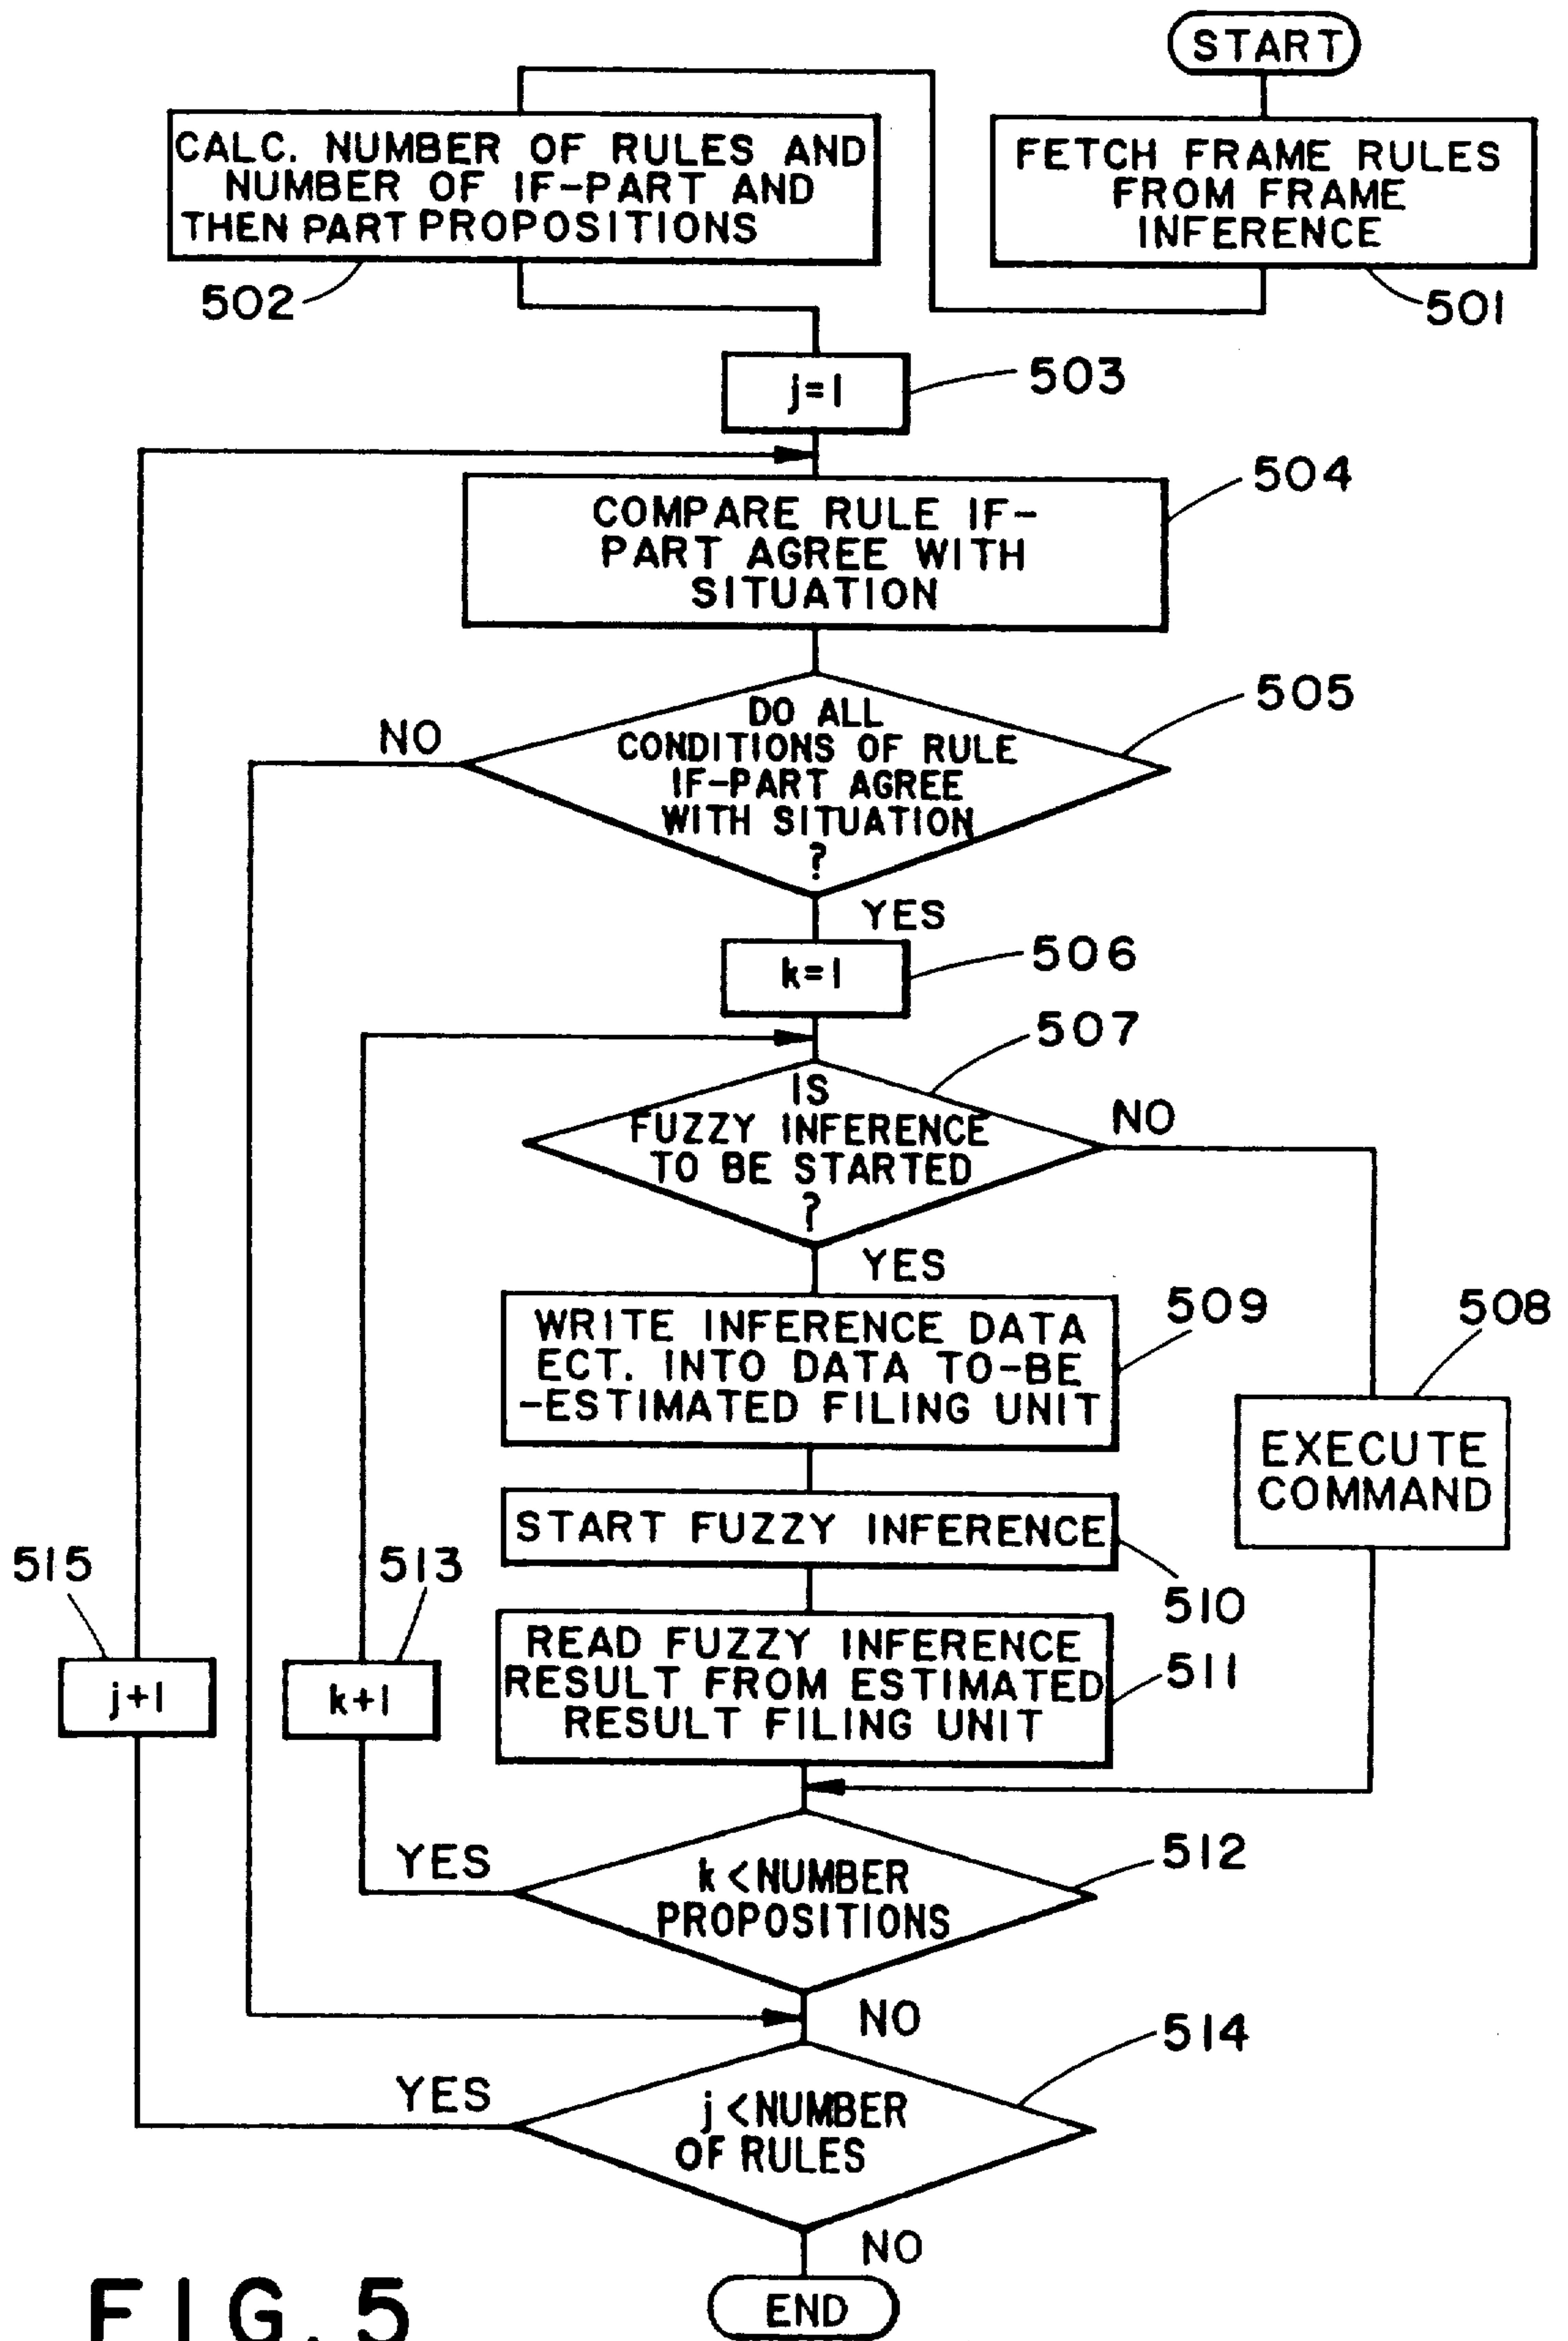 START
FETCH FRAME RULES
FROM FRAME
INFERENCE
501
CALC. NUMBER OF RULES AND
NUMBER OF IF-PART AND
THEN PART PROPOSITIONS
502
j=1
503
COMPARE RULE IF-
PART AGREE WITH
SITUATION
504
DO ALL
CONDITIONS OF RULE
IF-PART AGREE
WITH SITUATION
?
505
NO
YES
k=1
506
IS
FUZZY INFERENCE
TO BE STARTED
?
507
NO
YES
WRITE INFERENCE DATA
ECT. INTO DATA TO-BE
-ESTIMATED FILING UNIT
509
508
EXECUTE
COMMAND
START FUZZY INFERENCE
510
READ FUZZY INFERENCE
RESULT FROM ESTIMATED
RESULT FILING UNIT
511
515
j+1
513
k+1
YES
k<NUMBER
PROPOSITIONS
512
NO
YES
j<NUMBER
OF RULES
514
NO
END
FIG. 5